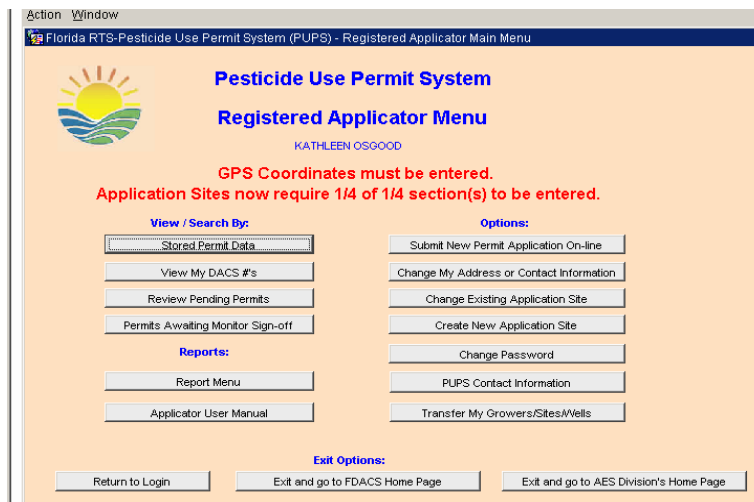 Action Window
Florida RTS-Pesticide Use Permit System (PUPS) - Registered Applicator Main Menu
Pesticide Use Permit System
Registered Applicator Menu
KATHLEEN OSGOOD
GPS Coordinates must be entered.
Application Sites now require 1/4 of 1/4 section(s) to be entered.
View / Search By:
Stored Permit Data
View My DACS #'s
Review Pending Permits
Permits Awaiting Monitor Sign-off
Reports:
Report Menu
Applicator User Manual
Options:
Submit New Permit Application On-line
Change My Address or Contact Information
Change Existing Application Site
Create New Application Site
Change Password
PUPS Contact Information
Transfer My Growers/Sites/Wells
Exit Options:
Return to Login
Exit and go to FDACS Home Page
Exit and go to AES Division's Home Page